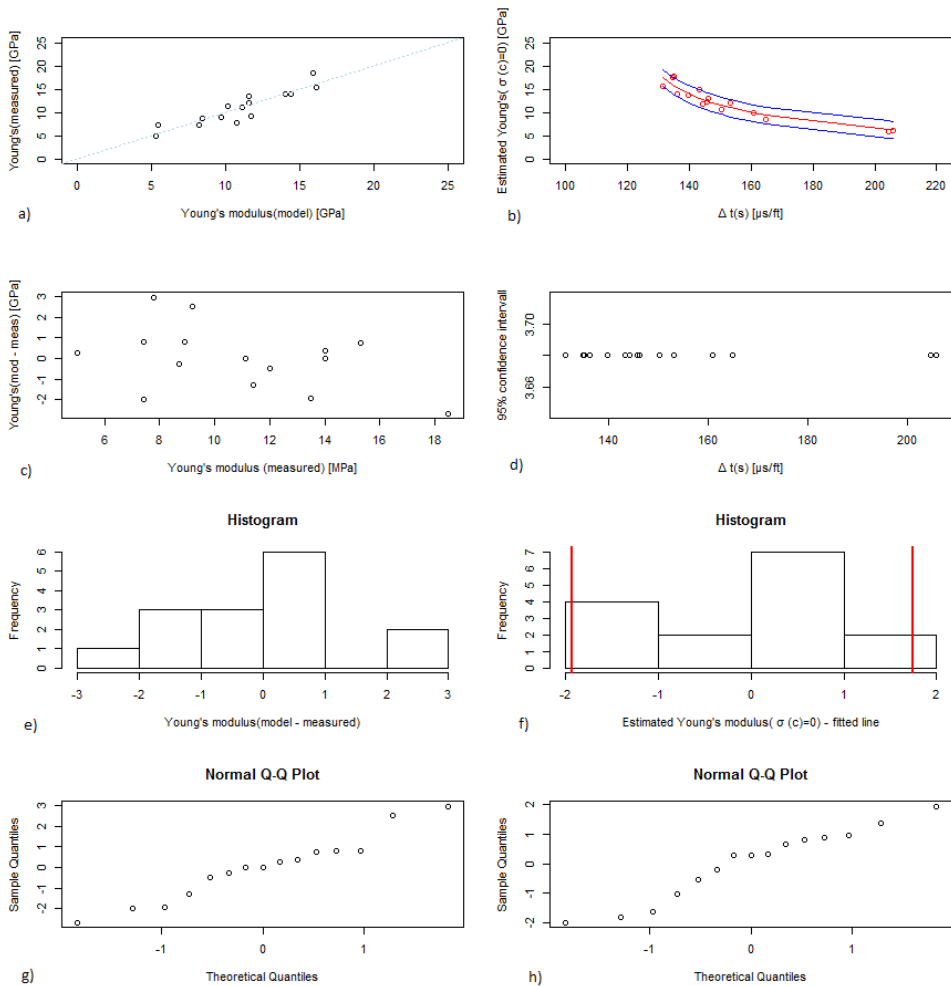 Young's(measured) [GPa]
25
20
15
10
5
0
0 5 10 15 20 25
a)
Young's modulus(model) [GPa]
Estimated Young's( σ (c)=0) [GPa]
25
20
15
10
5
0
100 120 140 160 180 200 220
b)
Δ t(s) [µs/ft]
Young's(mod - meas) [GPa]
3
2
1
0
-1
-2
6 8 10 12 14 16 18
c)
Young's modulus (measured) [MPa]
95% confidence intervall
3.70
3.66
140 160 180 200
d)
Δ t(s) [µs/ft]
Histogram
Frequency
6
5
4
3
2
1
0
-3 -2 -1 0 1 2 3
e)
Young's modulus(model - measured)
Histogram
Frequency
7
6
5
4
3
2
1
0
-2 -1 0 1 2
f)
Estimated Young's modulus( σ (c)=0) - fitted line
Normal Q-Q Plot
Sample Quantiles
3
2
1
0
-1
-2
-1 0 1
g)
Theoretical Quantiles
Normal Q-Q Plot
Sample Quantiles
2
1
0
-1
-2
-1 0 1
h)
Theoretical Quantiles